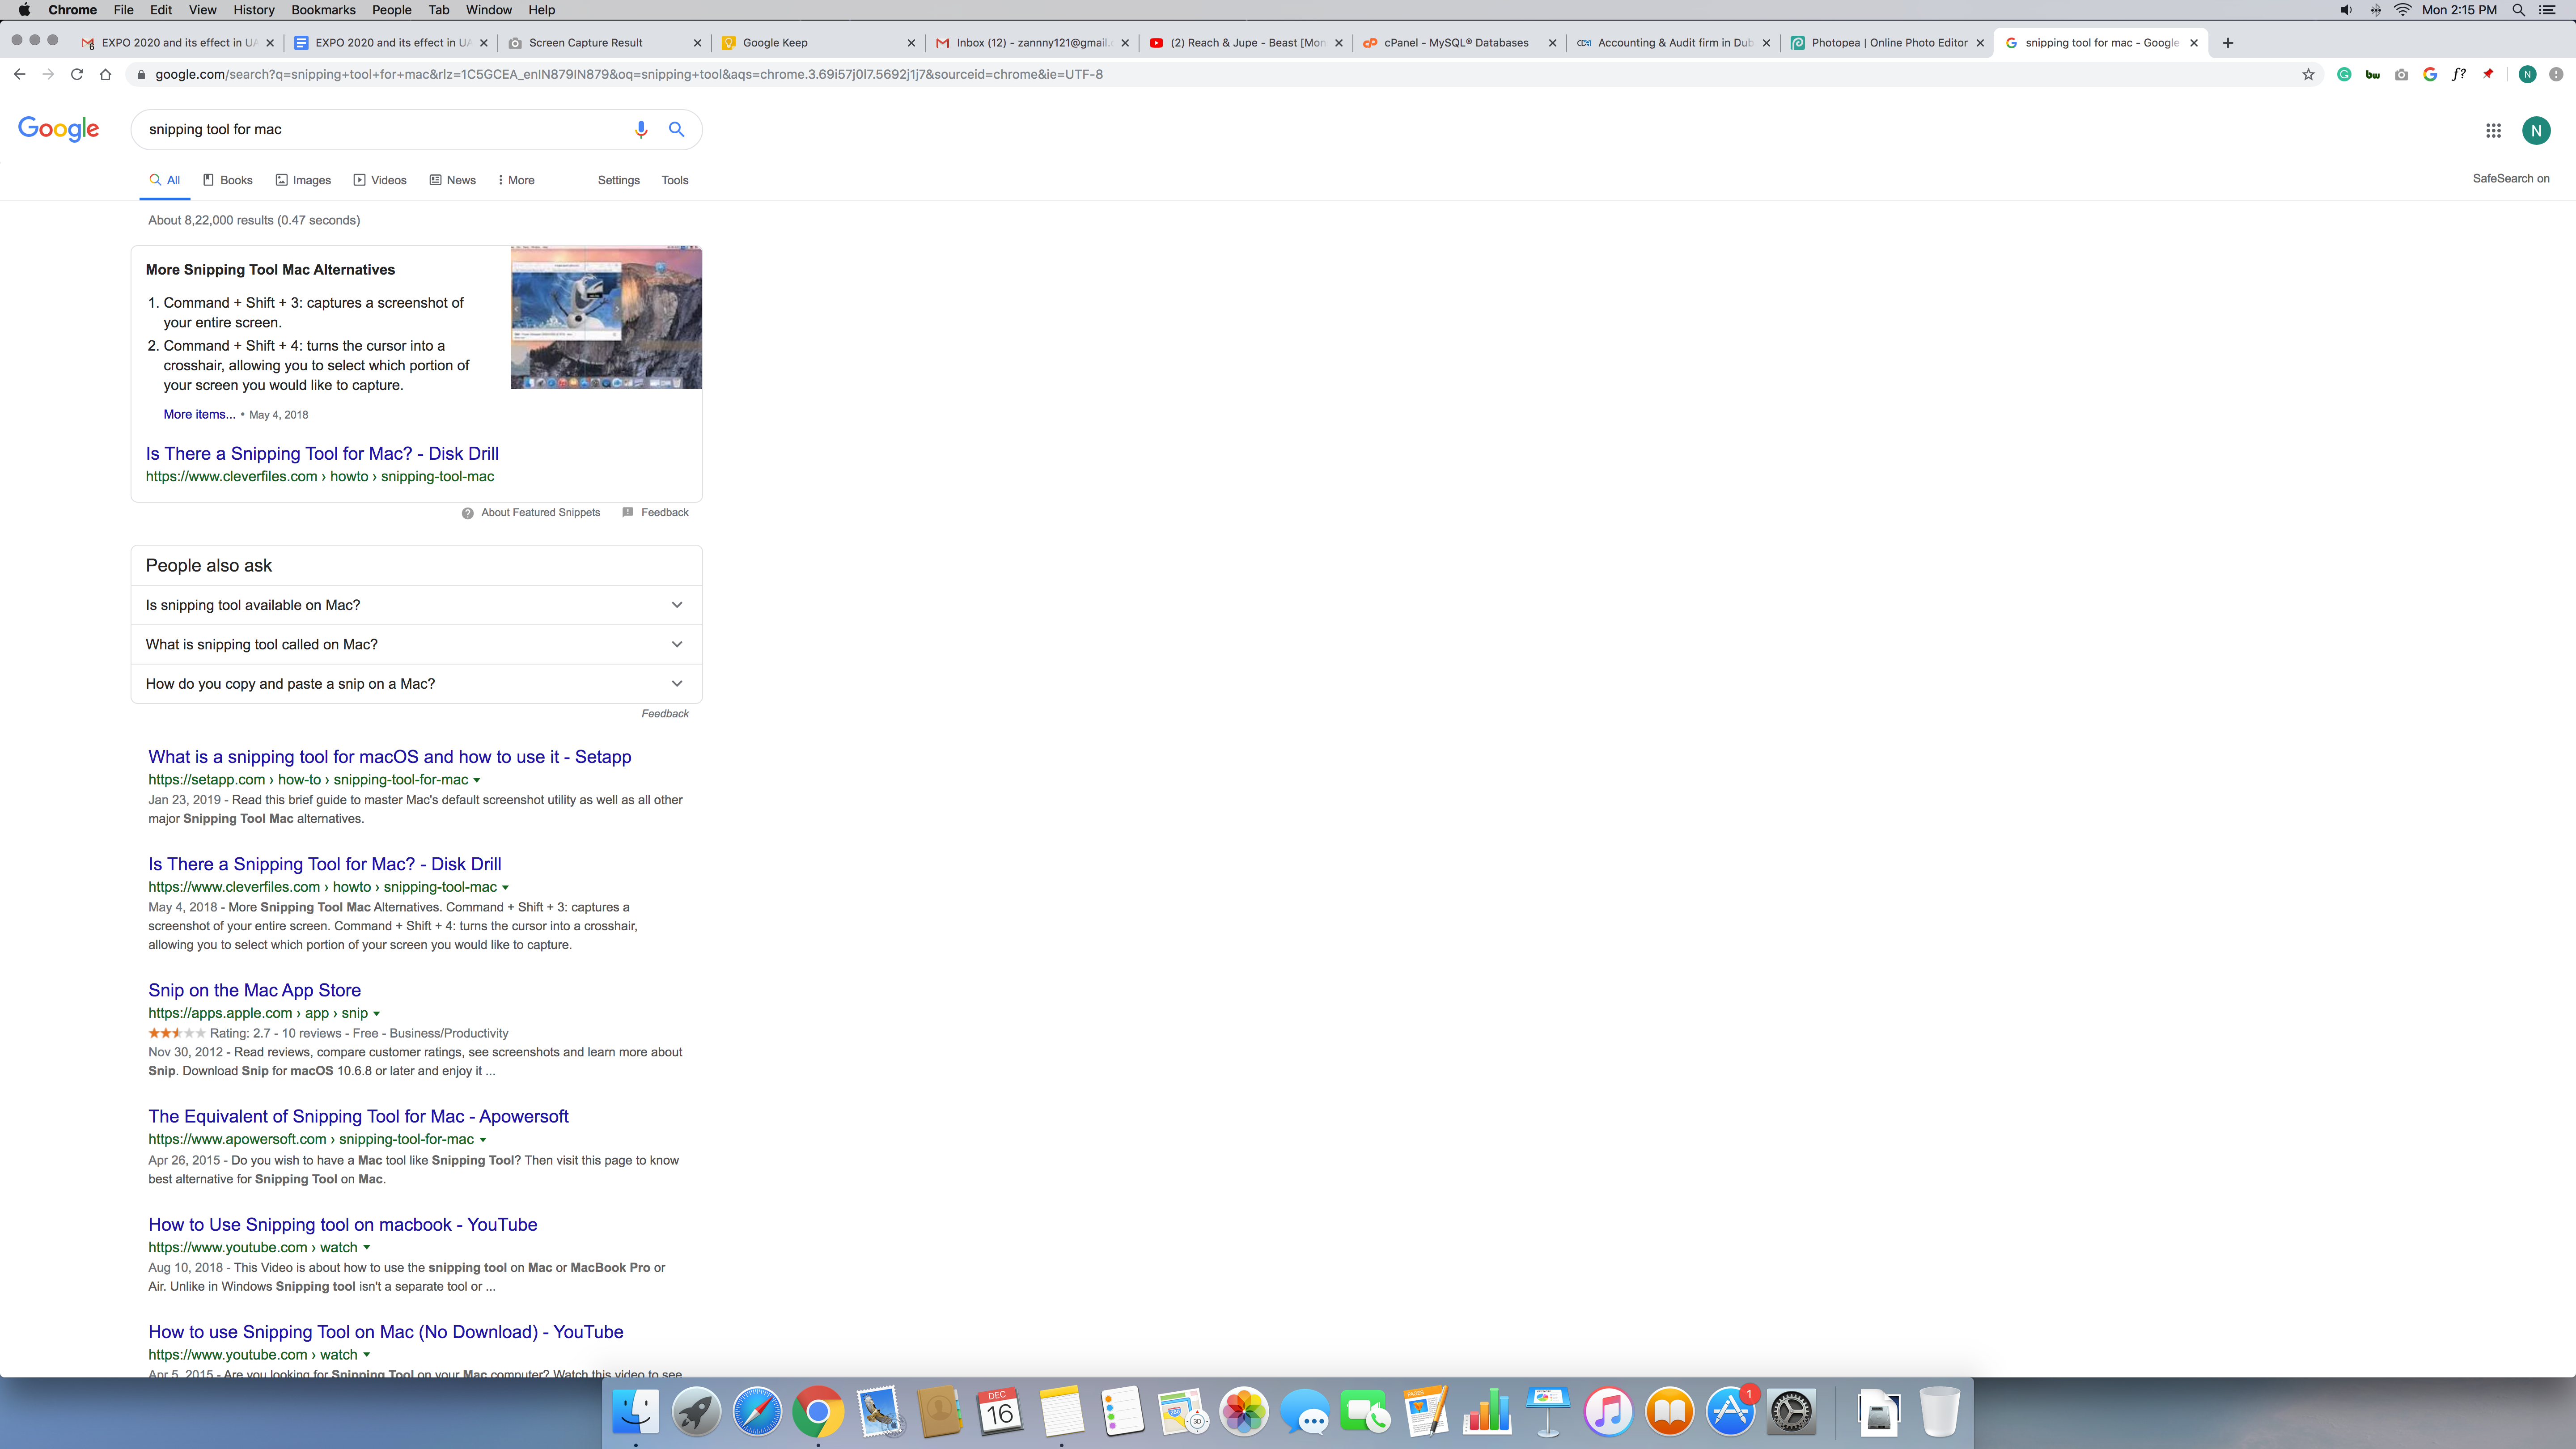 Chrome File Edit View History Bookmarks People Tab Window Help Mon 2:15 PM
EXPO 2020 and its effect in UA EXPO 2020 and its effect in UA Screen Capture Result Google Keep Inbox (12) - zannny121@gmail.c (2) Reach & Jupe - Beast [Mon cPanel - MySQL® Databases Accounting & Audit firm in Dub Photopea | Online Photo Editor snipping tool for mac - Google
google.com/search?q=snipping+tool+for+mac&rlz=1C5GCEA_enIN879IN879&oq=snipping+tool&aqs=chrome.3.69i57j0l7.5692j1j7&sourceid=chrome&ie=UTF-8 bw f? N
Google snipping tool for mac N
All Books Images Videos News More Settings Tools SafeSearch on
About 8,22,000 results (0.47 seconds)
More Snipping Tool Mac Alternatives
1. Command + Shift + 3: captures a screenshot of
your entire screen.
2. Command + Shift + 4: turns the cursor into a
crosshair, allowing you to select which portion of
your screen you would like to capture.
More items... • May 4, 2018
Is There a Snipping Tool for Mac? - Disk Drill
https://www.cleverfiles.com › howto › snipping-tool-mac
About Featured Snippets Feedback
People also ask
Is snipping tool available on Mac?
What is snipping tool called on Mac?
How do you copy and paste a snip on a Mac?
Feedback
What is a snipping tool for macOS and how to use it - Setapp
https://setapp.com › how-to › snipping-tool-for-mac
Jan 23, 2019 - Read this brief guide to master Mac's default screenshot utility as well as all other
major Snipping Tool Mac alternatives.
Is There a Snipping Tool for Mac? - Disk Drill
https://www.cleverfiles.com › howto › snipping-tool-mac
May 4, 2018 - More Snipping Tool Mac Alternatives. Command + Shift + 3: captures a
screenshot of your entire screen. Command + Shift + 4: turns the cursor into a crosshair,
allowing you to select which portion of your screen you would like to capture.
Snip on the Mac App Store
https://apps.apple.com › app › snip
Rating: 2.7 - 10 reviews - Free - Business/Productivity
Nov 30, 2012 - Read reviews, compare customer ratings, see screenshots and learn more about
Snip. Download Snip for macOS 10.6.8 or later and enjoy it ...
The Equivalent of Snipping Tool for Mac - Apowersoft
https://www.apowersoft.com › snipping-tool-for-mac
Apr 26, 2015 - Do you wish to have a Mac tool like Snipping Tool? Then visit this page to know
best alternative for Snipping Tool on Mac.
How to Use Snipping tool on macbook - YouTube
https://www.youtube.com › watch
Aug 10, 2018 - This Video is about how to use the snipping tool on Mac or MacBook Pro or
Air. Unlike in Windows Snipping tool isn't a separate tool or ...
How to use Snipping Tool on Mac (No Download) - YouTube
https://www.youtube.com › watch
Apr 5, 2015 - Are you looking for Snipping Tool on your Mac computer? Watch this video to see
DEC
16
3D
PAGES
1